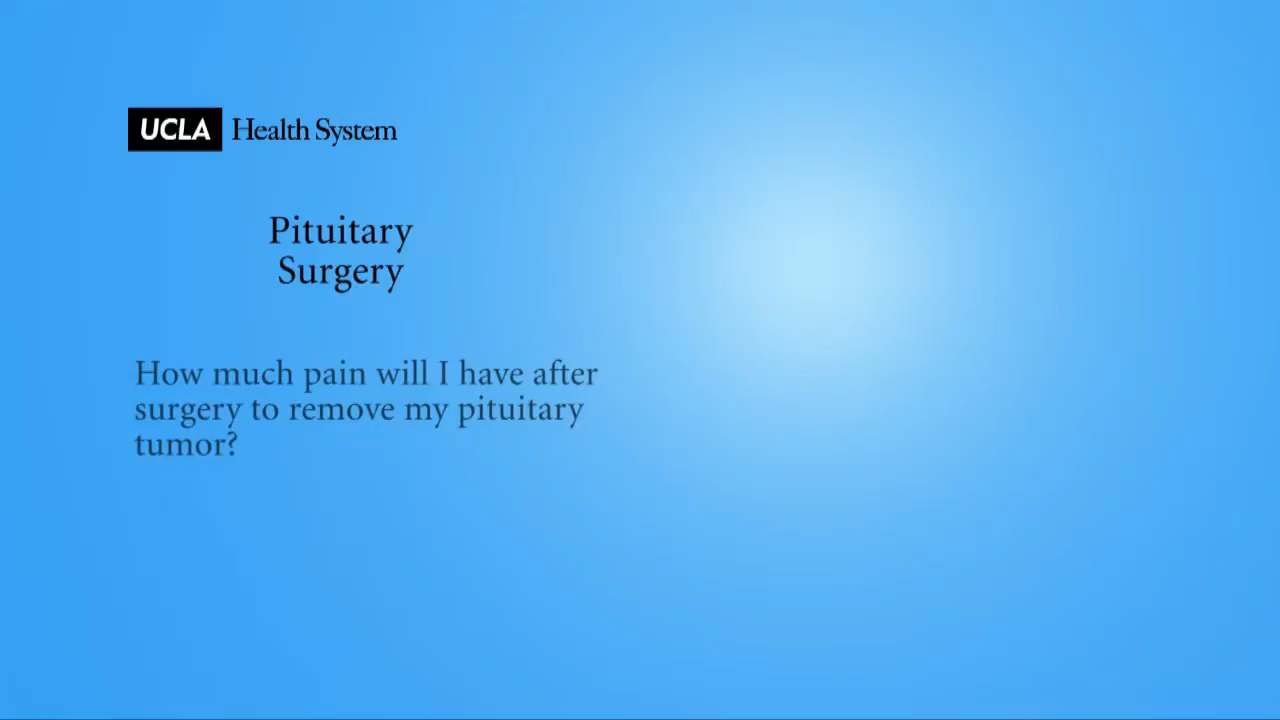 UCLA Health System
Pituitary
Surgery
How much pain will I have after
surgery to remove my pituitary
tumor?